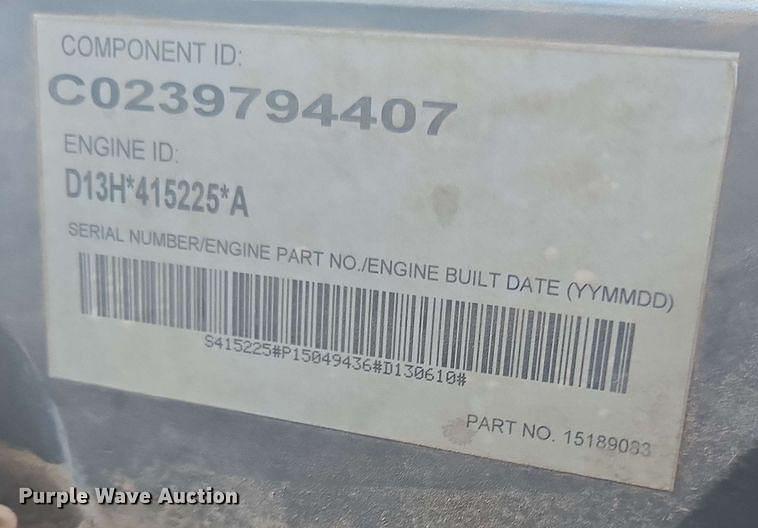 COMPONENT ID:
C0239794407
ENGINE ID:
D13H*415225*A
SERIAL NUMBER/ENGINE PART NO./ENGINE BUILT DATE (YYMMDD)
S415225#P15049436#D130610#
PART NO. 15189083
Purple Wave Auction